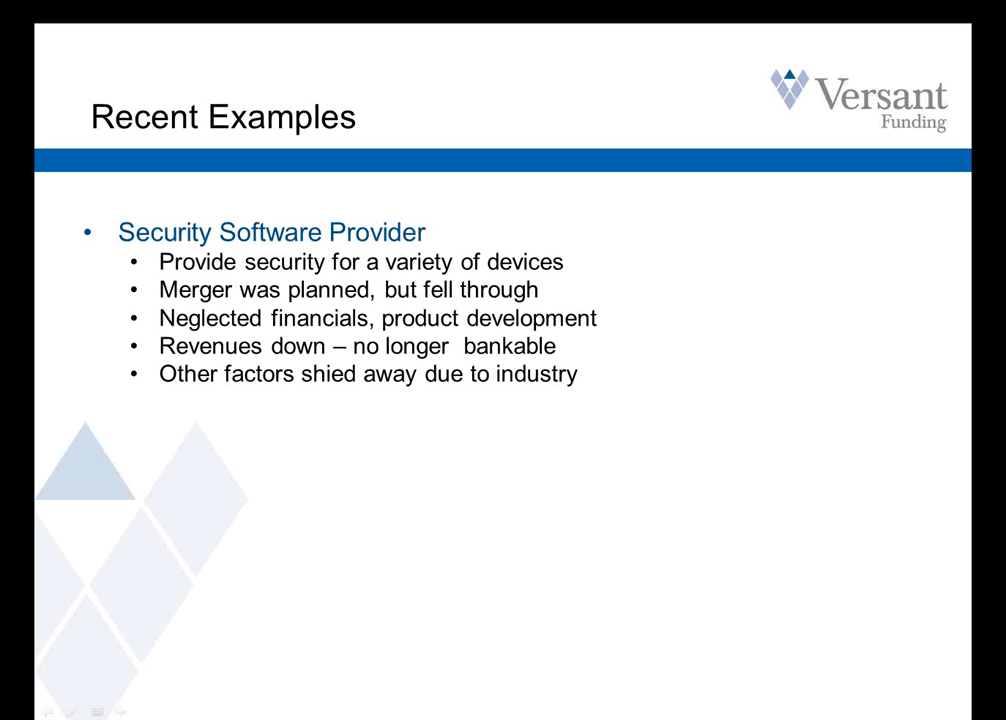 Versant
Funding
Recent Examples
• Security Software Provider
• Provide security for a variety of devices
• Merger was planned, but fell through
• Neglected financials, product development
• Revenues down – no longer bankable
• Other factors shied away due to industry